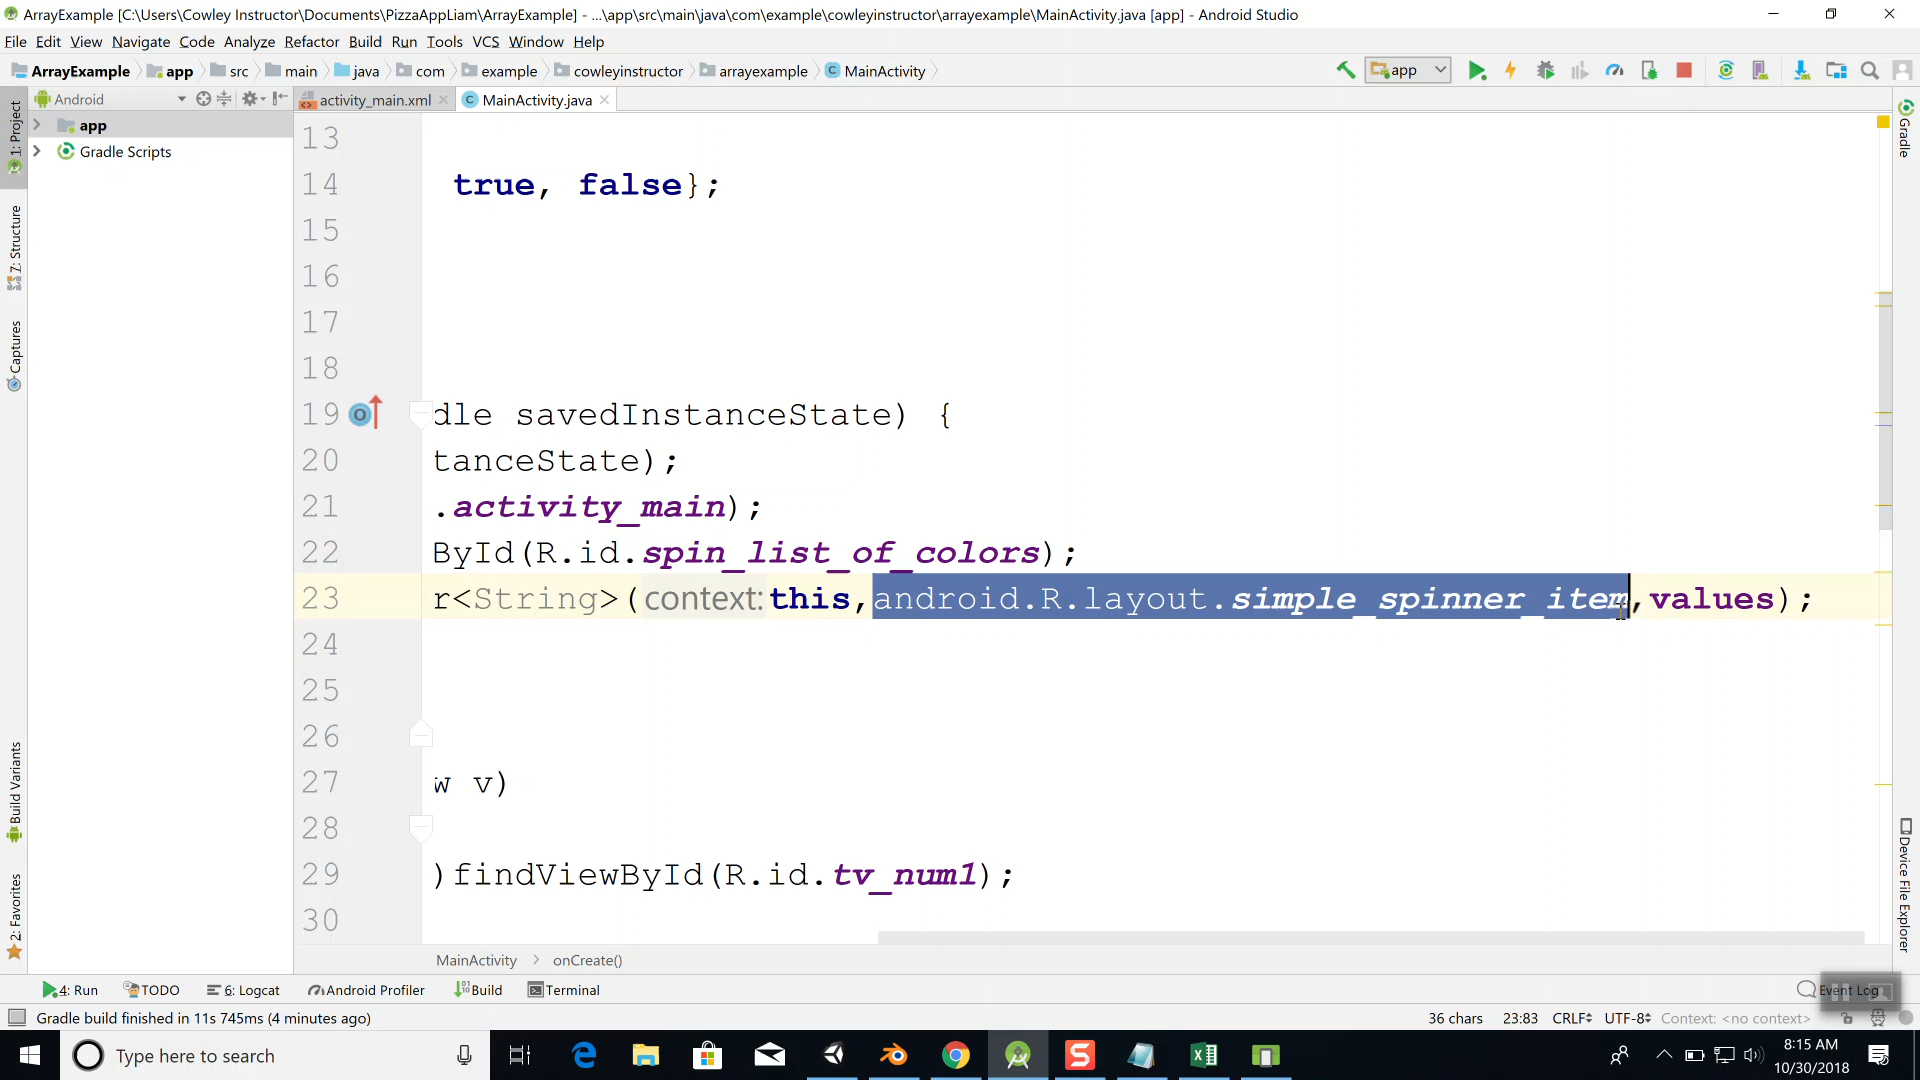 ArrayExample [C:\Users\Cowley Instructor\Documents\PizzaAppLiam\ArrayExample] - ...\app\src\main\java\com\example\cowleyinstructor\arrayexample\MainActivity.java [app] - Android Studio
File Edit View Navigate Code Analyze Refactor Build Run Tools VCS Window Help
ArrayExample app src main java com example cowleyinstructor arrayexample MainActivity
app
Android
activity_main.xml MainActivity.java
1: Project
Z: Structure
Captures
Build Variants
2: Favorites
app
Gradle Scripts
Gradle
Device File Explorer
13
14 true, false};
15
16
17
18
19 dle savedInstanceState) {
20 tanceState);
21 .activity_main);
22 ById(R.id.spin_list_of_colors);
23 r<String>( context: this,android.R.layout.simple_spinner_item,values);
24
25
26
27 w v)
28
29 )findViewById(R.id.tv_num1);
30
MainActivity > onCreate()
4: Run TODO 6: Logcat Android Profiler Build Terminal Event Log
Gradle build finished in 11s 745ms (4 minutes ago) 36 chars 23:83 CRLF UTF-8 Context: <no context>
Type here to search
8:15 AM
10/30/2018